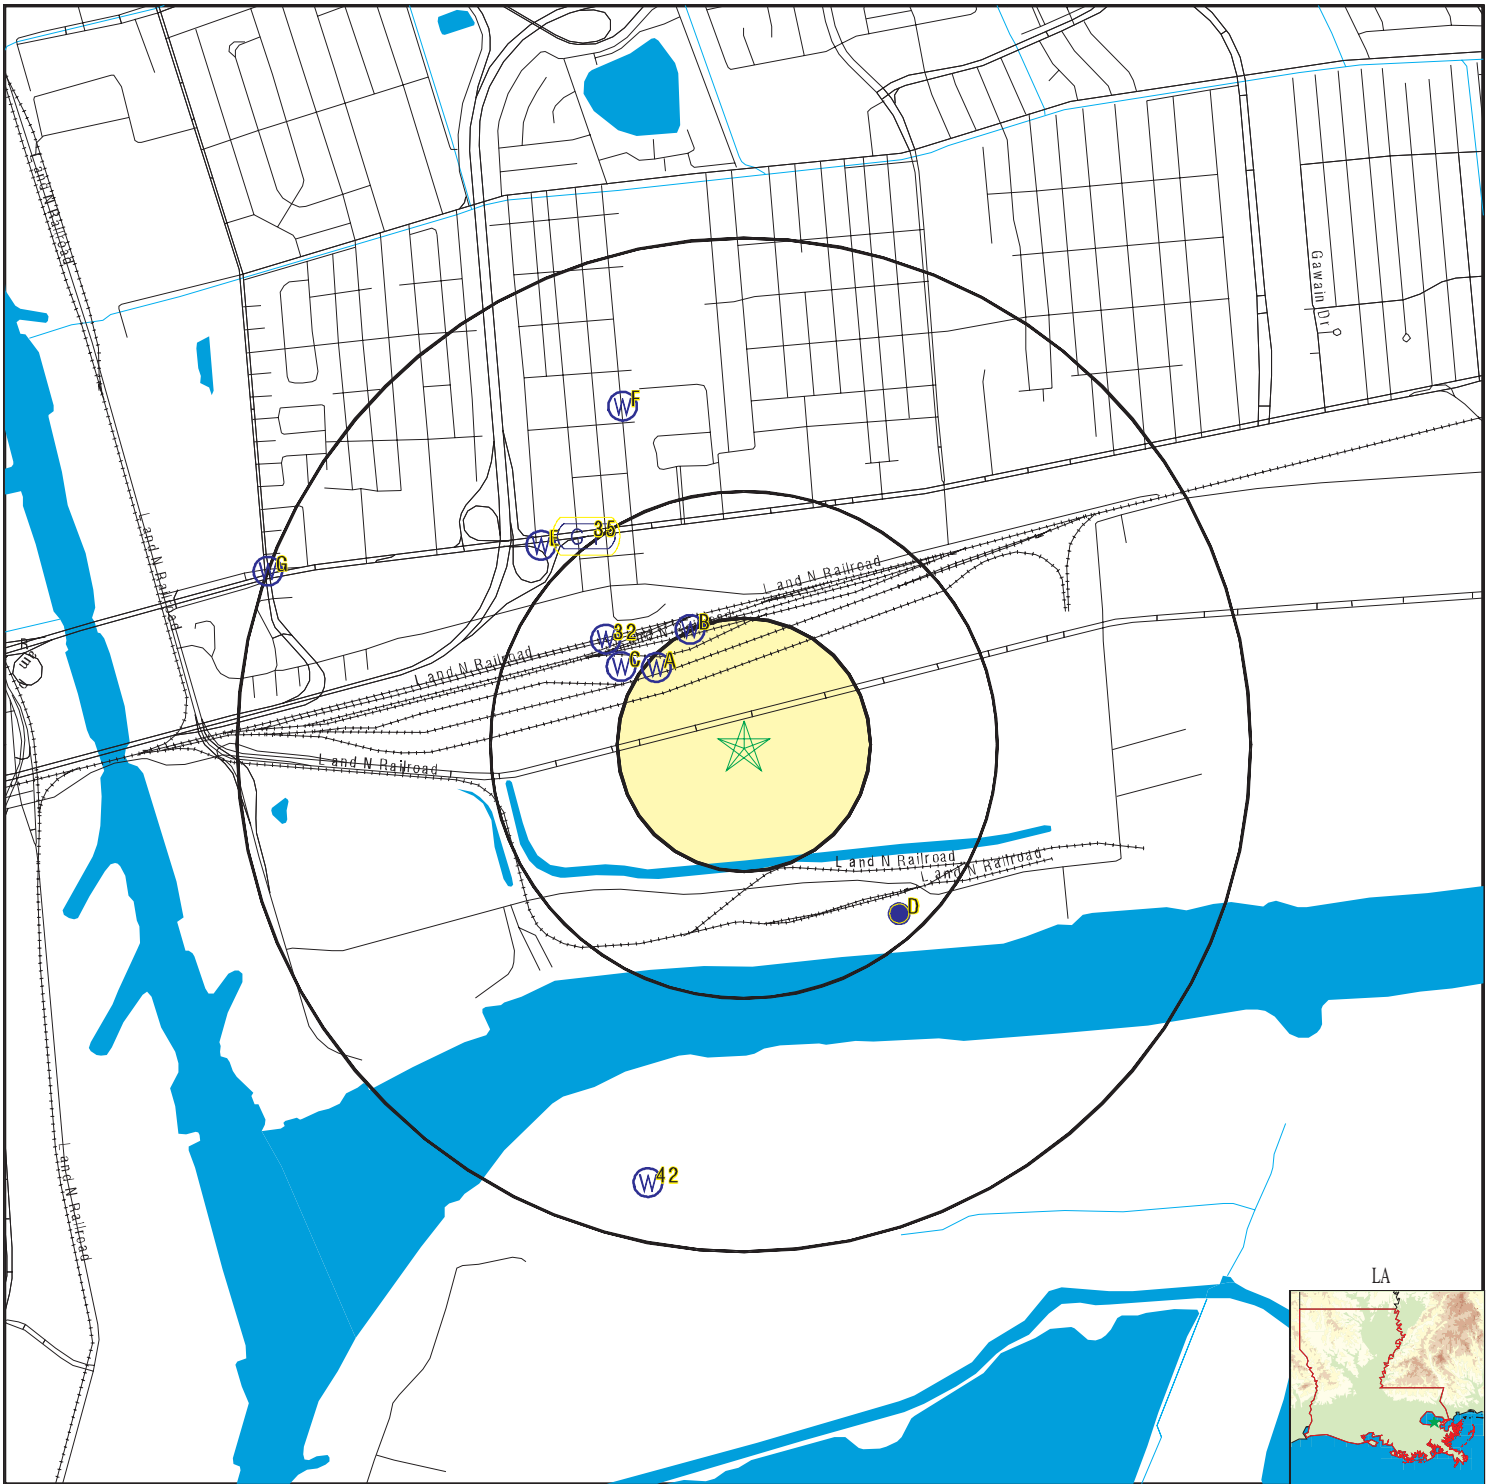 L and N Railroad
Gawain Dr
W F
L and N Railroad
W E
G
35
W G
L and N Railroad
W 32
W B
W C
W A
L and N Railroad
L and N Railroad
L and N Railroad
L and N Railroad
D
L and N Railroad
W 42
LA